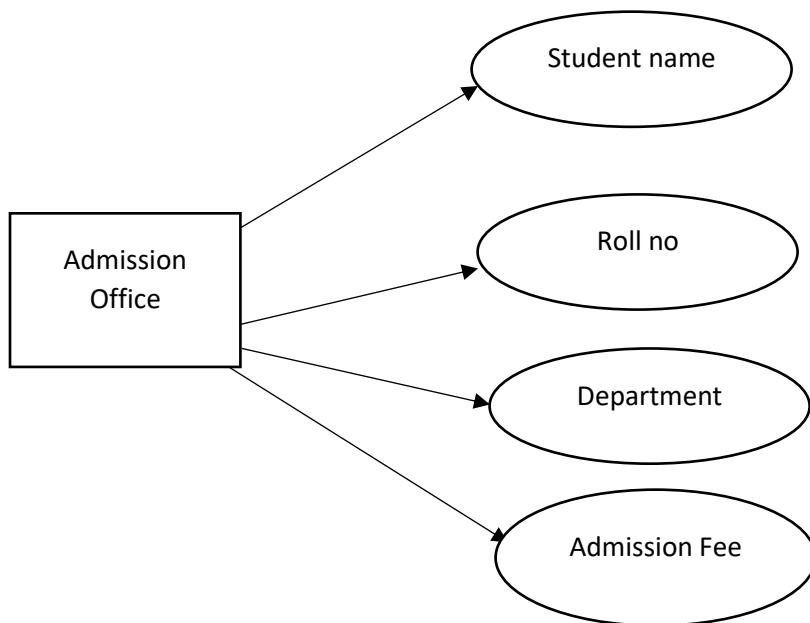 Student name
Admission
Office
Roll no
Department
Admission Fee